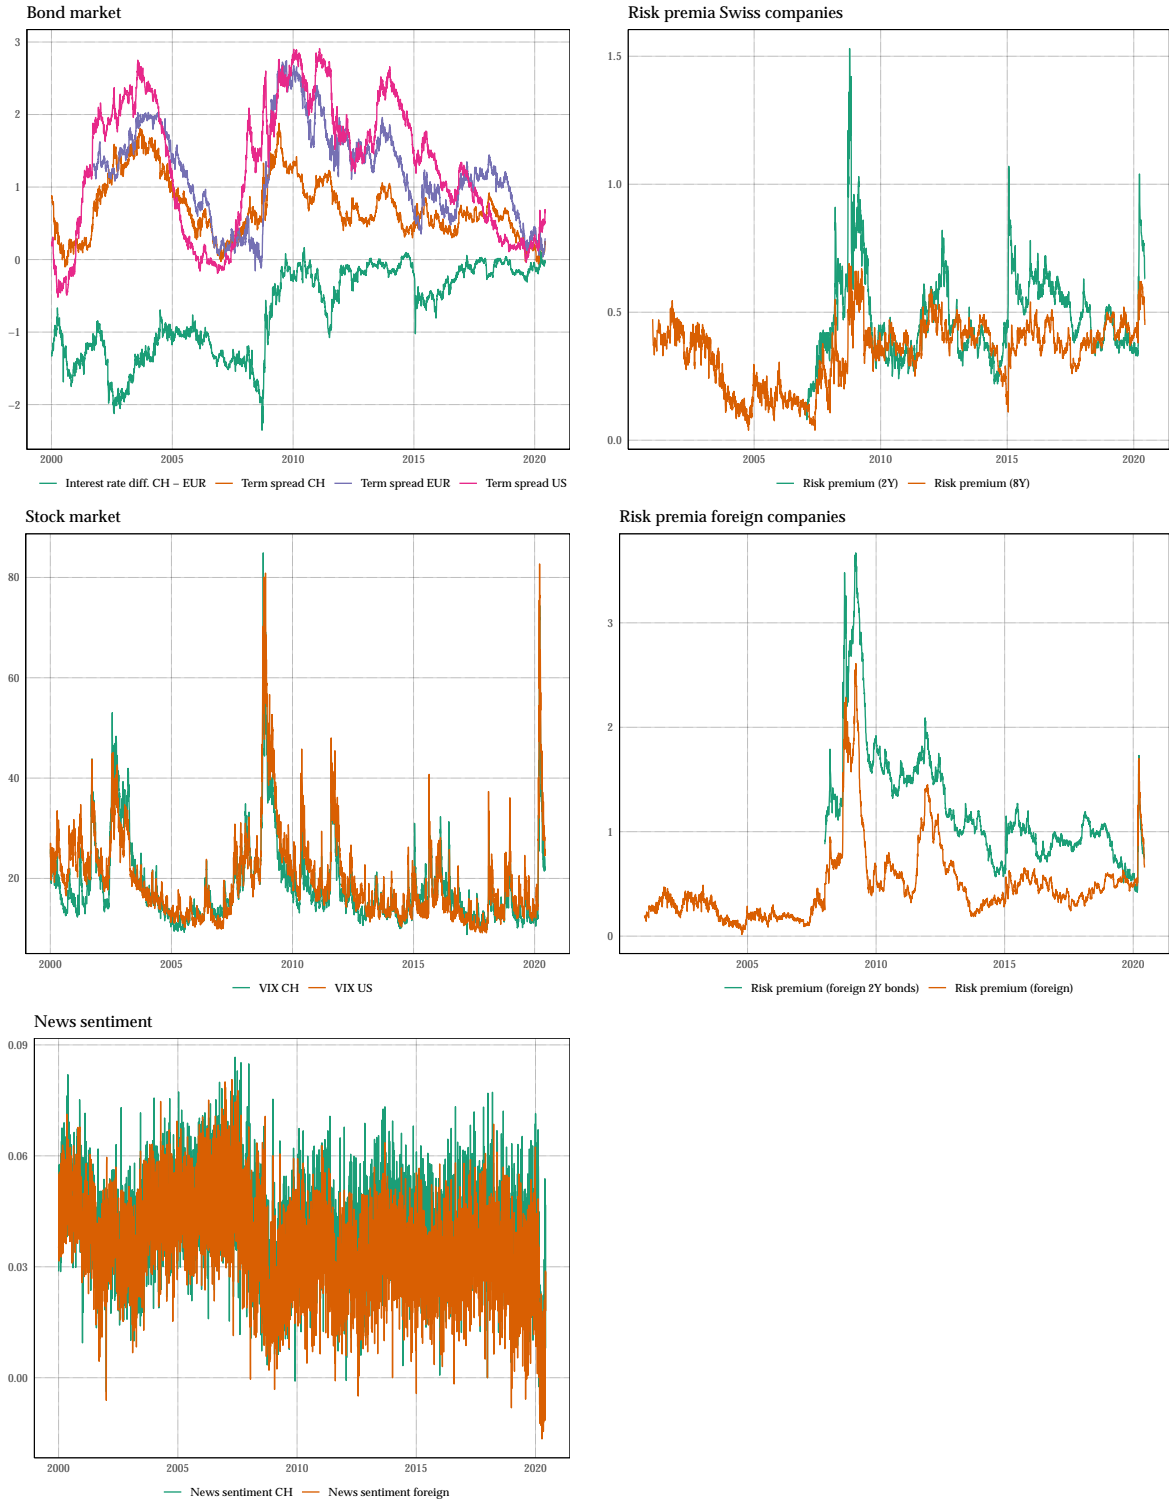 Bond market
3
2
1
0
−1
−2
2000 2005 2010 2015 2020
Interest rate diff. CH – EUR Term spread CH Term spread EUR Term spread US
Risk premia Swiss companies
1.5
1.0
0.5
0.0
2005 2010 2015 2020
Risk premium (2Y) Risk premium (8Y)
Stock market
80
60
40
20
2000 2005 2010 2015 2020
VIX CH VIX US
Risk premia foreign companies
3
2
1
0
2005 2010 2015 2020
Risk premium (foreign 2Y bonds) Risk premium (foreign)
News sentiment
0.09
0.06
0.03
0.00
2000 2005 2010 2015 2020
News sentiment CH News sentiment foreign